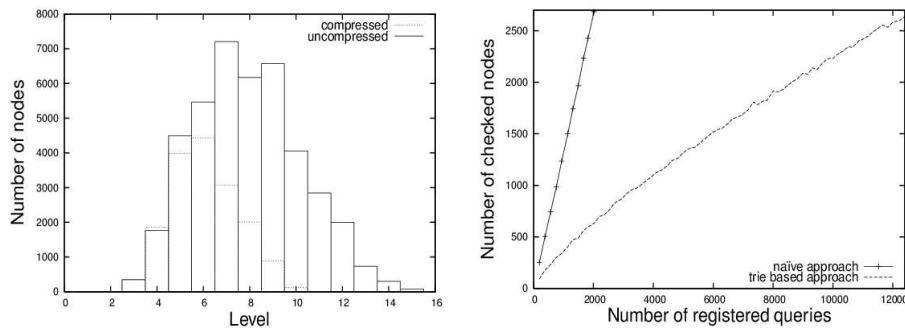 compressed
uncompressed
8000
7000
6000
5000
4000
3000
2000
1000
0
Number of nodes
0 2 4 6 8 10 12 14 16
Level
2500
2000
1500
1000
500
0
Number of checked nodes
naïve approach
trie based approach
0 2000 4000 6000 8000 10000 12000
Number of registered queries